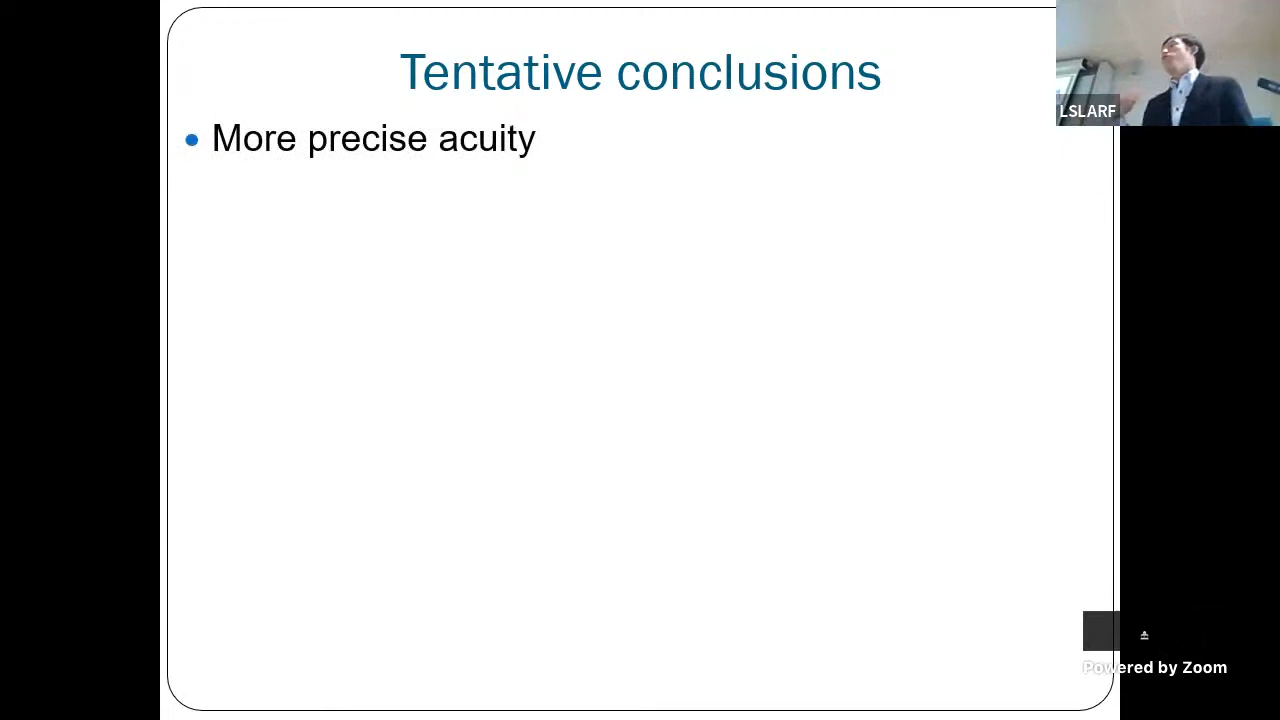 Tentative conclusions
LSLARF
• More precise acuity
Powered by Zoom